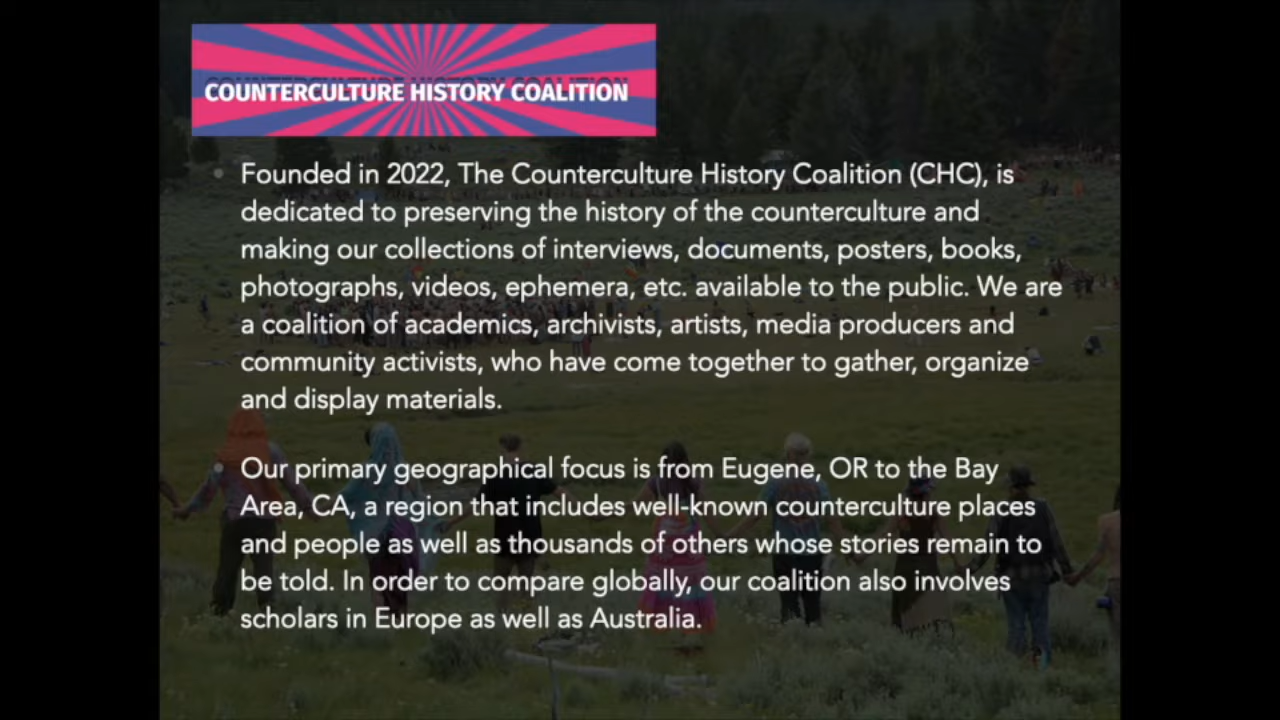 COUNTERCULTURE HISTORY COALITION
Founded in 2022, The Counterculture History Coalition (CHC), is
dedicated to preserving the history of the counterculture and
making our collections of interviews, documents, posters, books,
photographs, videos, ephemera, etc. available to the public. We are
a coalition of academics, archivists, artists, media producers and
community activists, who have come together to gather, organize
and display materials.
Our primary geographical focus is from Eugene, OR to the Bay
Area, CA, a region that includes well-known counterculture places
and people as well as thousands of others whose stories remain to
be told. In order to compare globally, our coalition also involves
scholars in Europe as well as Australia.